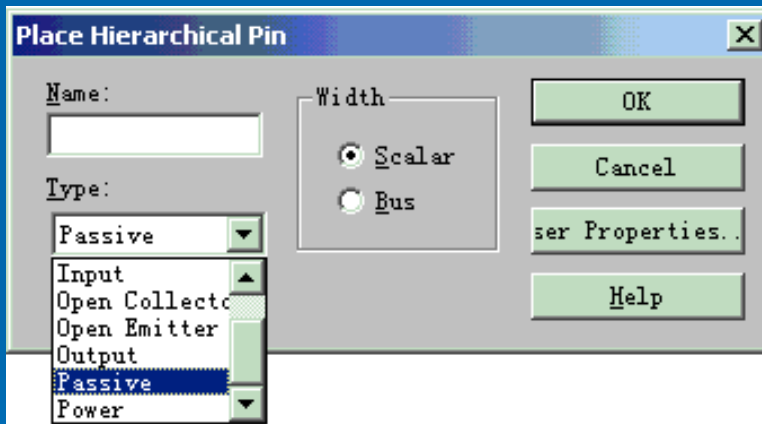 Place Hierarchical Pin
Name:
Type:
Passive
Input
Open Collecto
Open Emitter
Output
Passive
Power
Width
Scalar
Bus
OK
Cancel
ser Properties..
Help